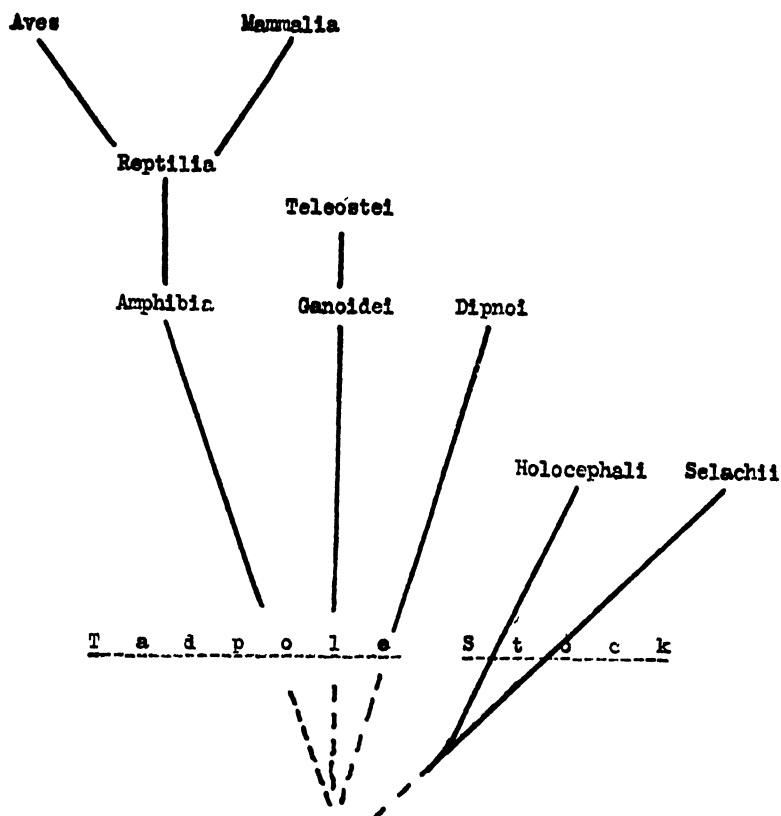 Aves Mammalia
Reptilia
Teleostei
Amphibia Ganoidei Dipnoi
Holocephali Selachii
T a d p o l e S t o c k